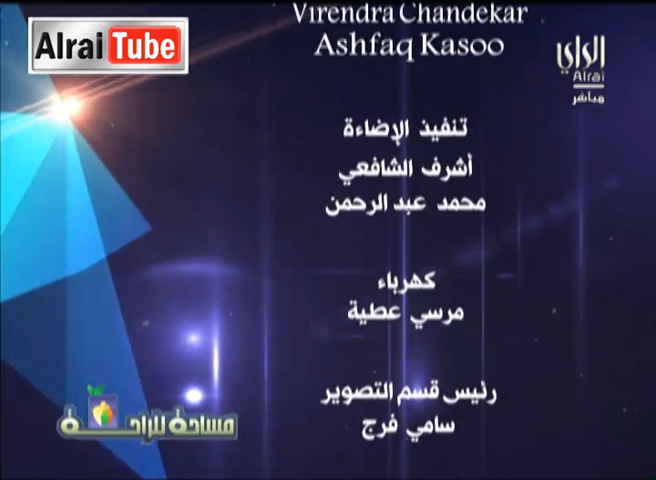 Virendra Chandekar
Alrai Tube
Ashfaq Kasoo
الراي
Alrai
مباشر
تنفيذ الإضاءة
أشرف الشافعي
محمد عبد الرحمن
كهرباء
مرسي عطية
رئيس قسم التصوير
سامي فرج
مساحة للراحة